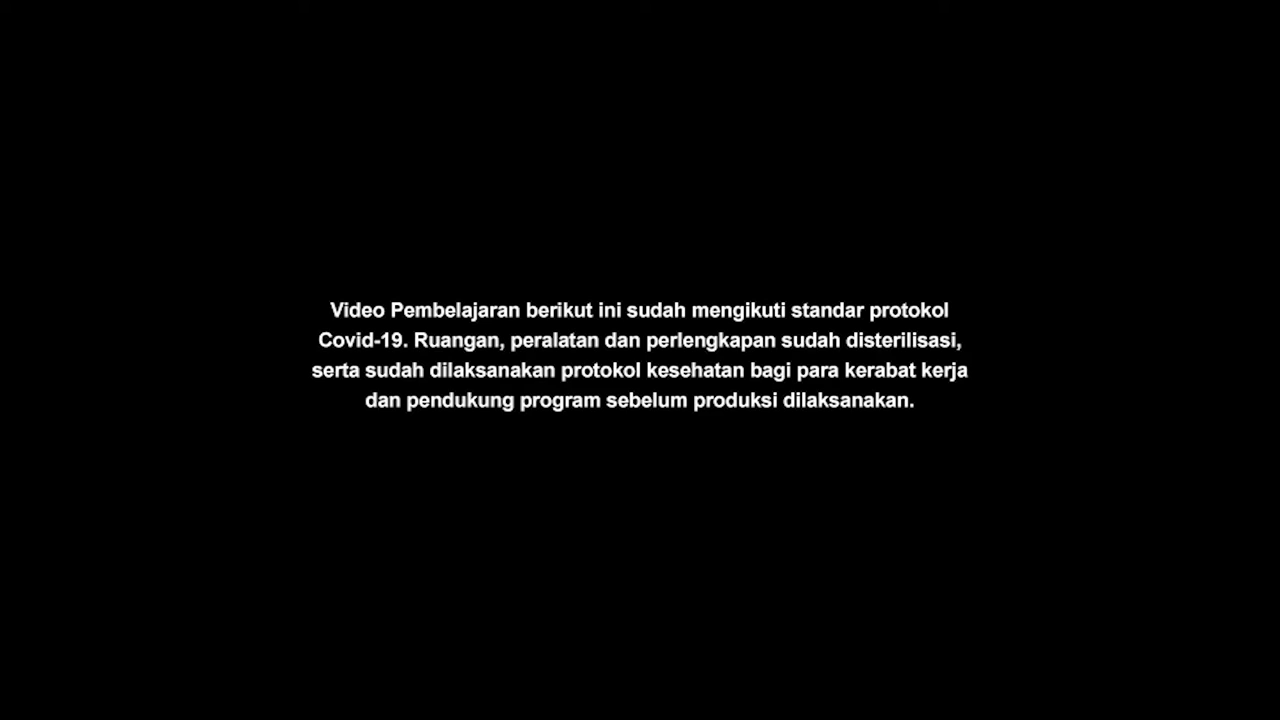 Video Pembelajaran berikut ini sudah mengikuti standar protokol
Covid-19. Ruangan, peralatan dan perlengkapan sudah disterilisasi,
serta sudah dilaksanakan protokol kesehatan bagi para kerabat kerja
dan pendukung program sebelum produksi dilaksanakan.